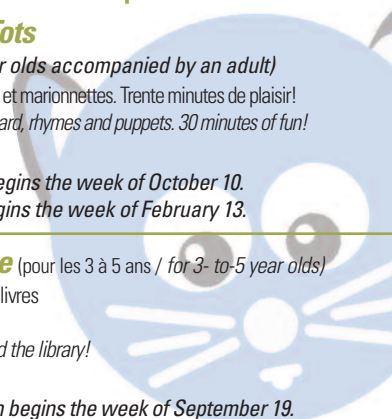 Tots
r olds accompanied by an adult)
et marionnettes. Trente minutes de plaisir!
ard, rhymes and puppets. 30 minutes of fun!
egins the week of October 10.
gins the week of February 13.
e (pour les 3 à 5 ans / for 3- to-5 year olds)
livres
d the library!
n begins the week of September 19.